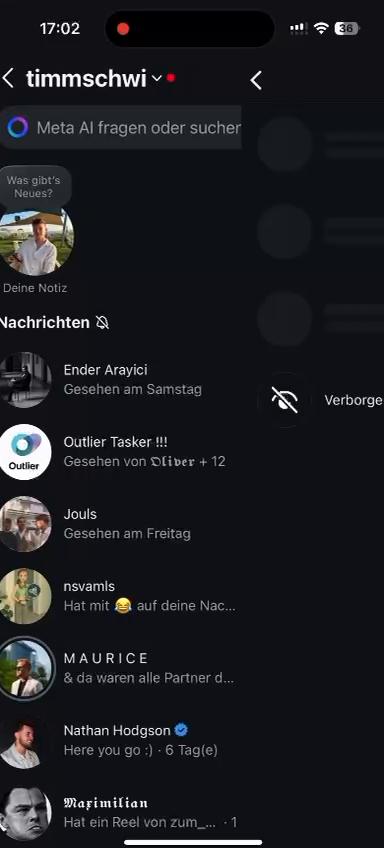 17:02
36
timmschwi
Meta AI fragen oder sucher
Was gibt's
Neues?
Deine Notiz
Nachrichten
Ender Arayici
Gesehen am Samstag
Verborge
Outlier Tasker !!!
Gesehen von 𝕺𝖑𝖎𝖛𝖊𝖗 + 12
Outlier
Jouls
Gesehen am Freitag
nsvamls
Hat mit 😂 auf deine Nac...
M A U R I C E
& da waren alle Partner d...
Nathan Hodgson
Here you go :) · 6 Tag(e)
𝕸𝖆𝖝𝖎𝖒𝖎𝖑𝖎𝖆𝖓
Hat ein Reel von zum_... · 1